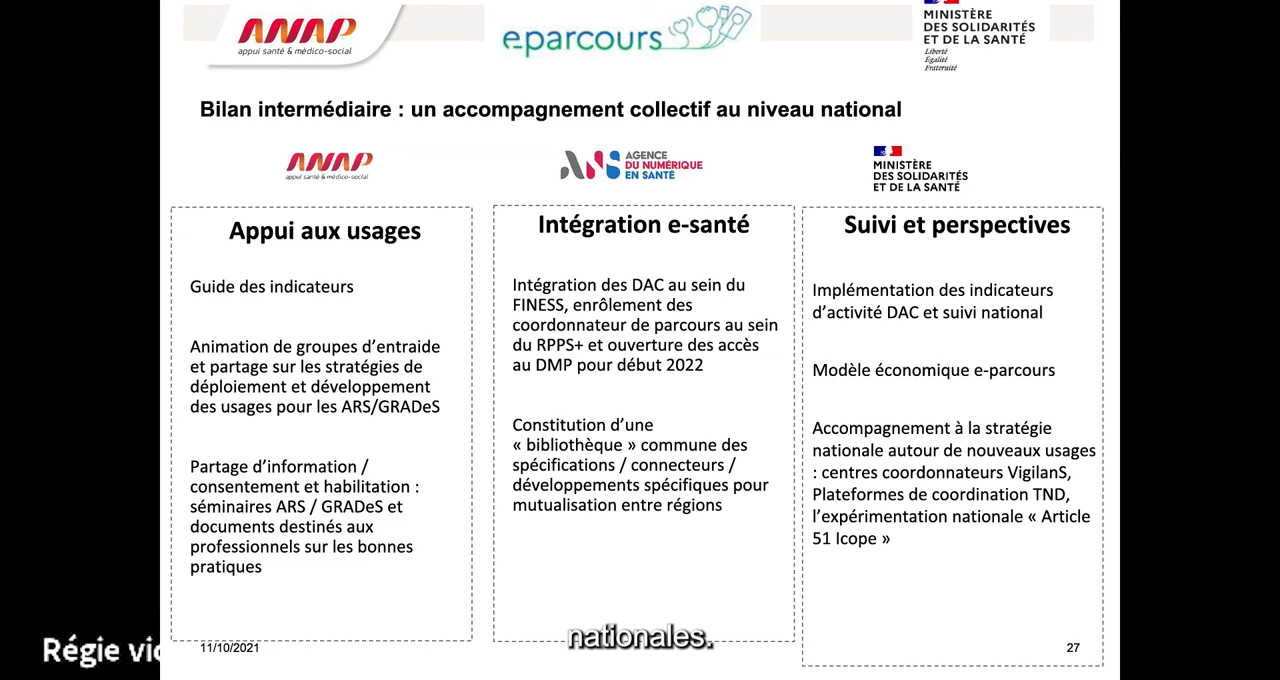 ANAP
appui santé & médico-social
eparcours
MINISTÈRE
DES SOLIDARITÉS
ET DE LA SANTÉ
Liberté
Égalité
Fraternité
Bilan intermédiaire : un accompagnement collectif au niveau national
ANAP
appui santé & médico-social
Appui aux usages
Guide des indicateurs
Animation de groupes d'entraide
et partage sur les stratégies de
déploiement et développement
des usages pour les ARS/GRADeS
Partage d'information /
consentement et habilitation :
séminaires ARS / GRADeS et
documents destinés aux
professionnels sur les bonnes
pratiques
ANS AGENCE
DU NUMÉRIQUE
EN SANTÉ
Intégration e-santé
Intégration des DAC au sein du
FINESS, enrôlement des
coordonnateur de parcours au sein
du RPPS+ et ouverture des accès
au DMP pour début 2022
Constitution d'une
« bibliothèque » commune des
spécifications / connecteurs /
développements spécifiques pour
mutualisation entre régions
MINISTÈRE
DES SOLIDARITÉS
ET DE LA SANTÉ
Suivi et perspectives
Implémentation des indicateurs
d'activité DAC et suivi national
Modèle économique e-parcours
Accompagnement à la stratégie
nationale autour de nouveaux usages
: centres coordonnateurs VigilanS,
Plateformes de coordination TND,
l'expérimentation nationale « Article
51 Icope »
nationales.
Régie vi
11/10/2021
27